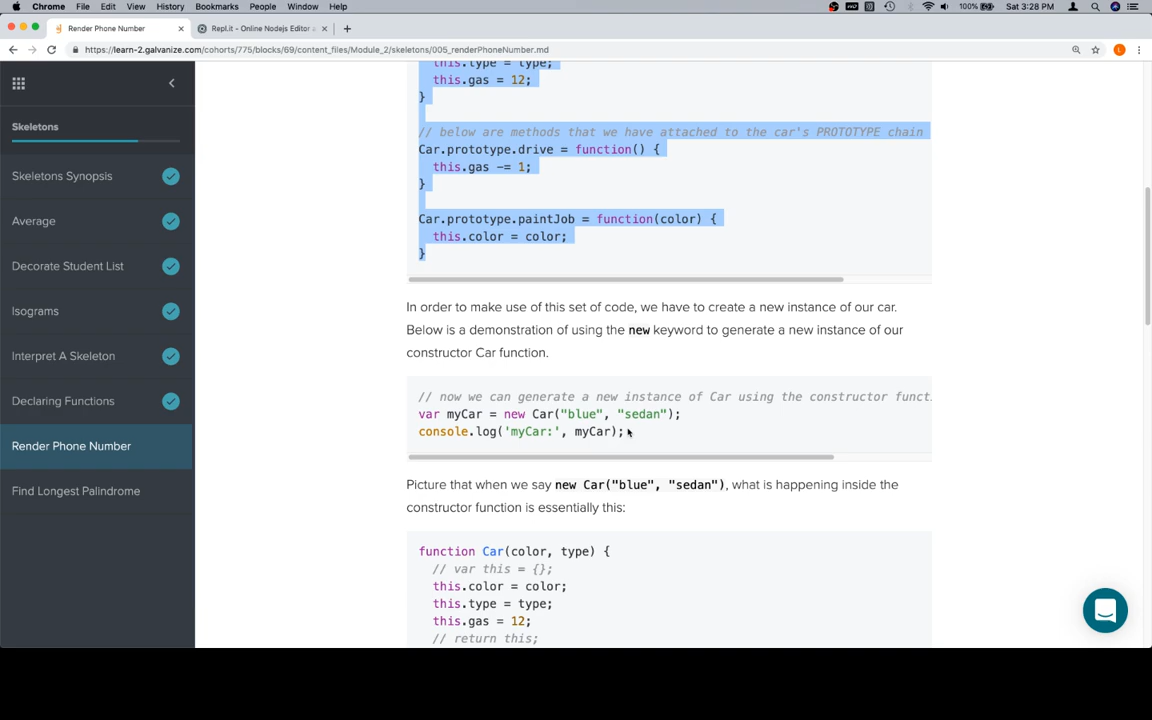 Chrome File Edit View History Bookmarks People Window Help 100% Sat 3:28 PM
Render Phone Number
Repl.it - Online Nodejs Editor a
https://learn-2.galvanize.com/cohorts/775/blocks/69/content_files/Module_2/skeletons/005_renderPhoneNumber.md
L
Skeletons
Skeletons Synopsis
Average
Decorate Student List
Isograms
Interpret A Skeleton
Declaring Functions
Render Phone Number
Find Longest Palindrome
this.type = type;
this.gas = 12;
}
// below are methods that we have attached to the car's PROTOTYPE chain
Car.prototype.drive = function() {
this.gas -= 1;
}
Car.prototype.paintJob = function(color) {
this.color = color;
}
In order to make use of this set of code, we have to create a new instance of our car.
Below is a demonstration of using the new keyword to generate a new instance of our
constructor Car function.
// now we can generate a new instance of Car using the constructor functi
var myCar = new Car("blue", "sedan");
console.log('myCar:', myCar);
Picture that when we say new Car("blue", "sedan"), what is happening inside the
constructor function is essentially this:
function Car(color, type) {
// var this = {};
this.color = color;
this.type = type;
this.gas = 12;
// return this;